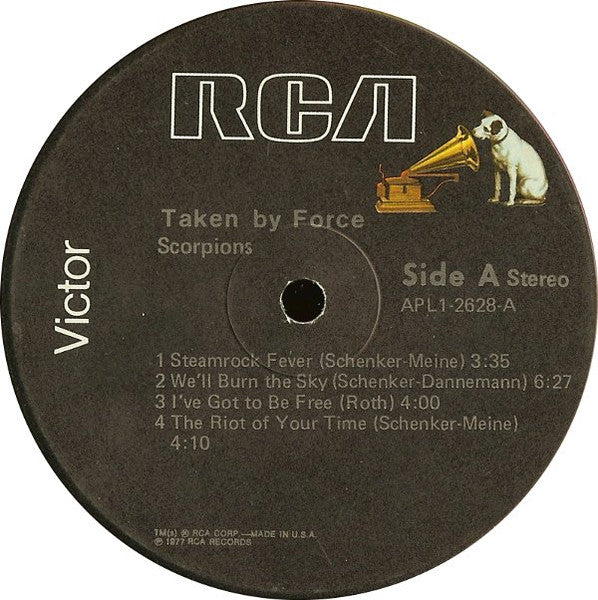 RCA
Victor
Taken by Force
Scorpions
Side A Stereo
APL1-2628-A
1 Steamrock Fever (Schenker-Meine) 3:35
2 We'll Burn the Sky (Schenker-Dannemann) 6:27
3 I've Got to Be Free (Roth) 4:00
4 The Riot of Your Time (Schenker-Meine)
4:10
TM(s) ® RCA CORP.—MADE IN U.S.A.
℗ 1977 RCA RECORDS